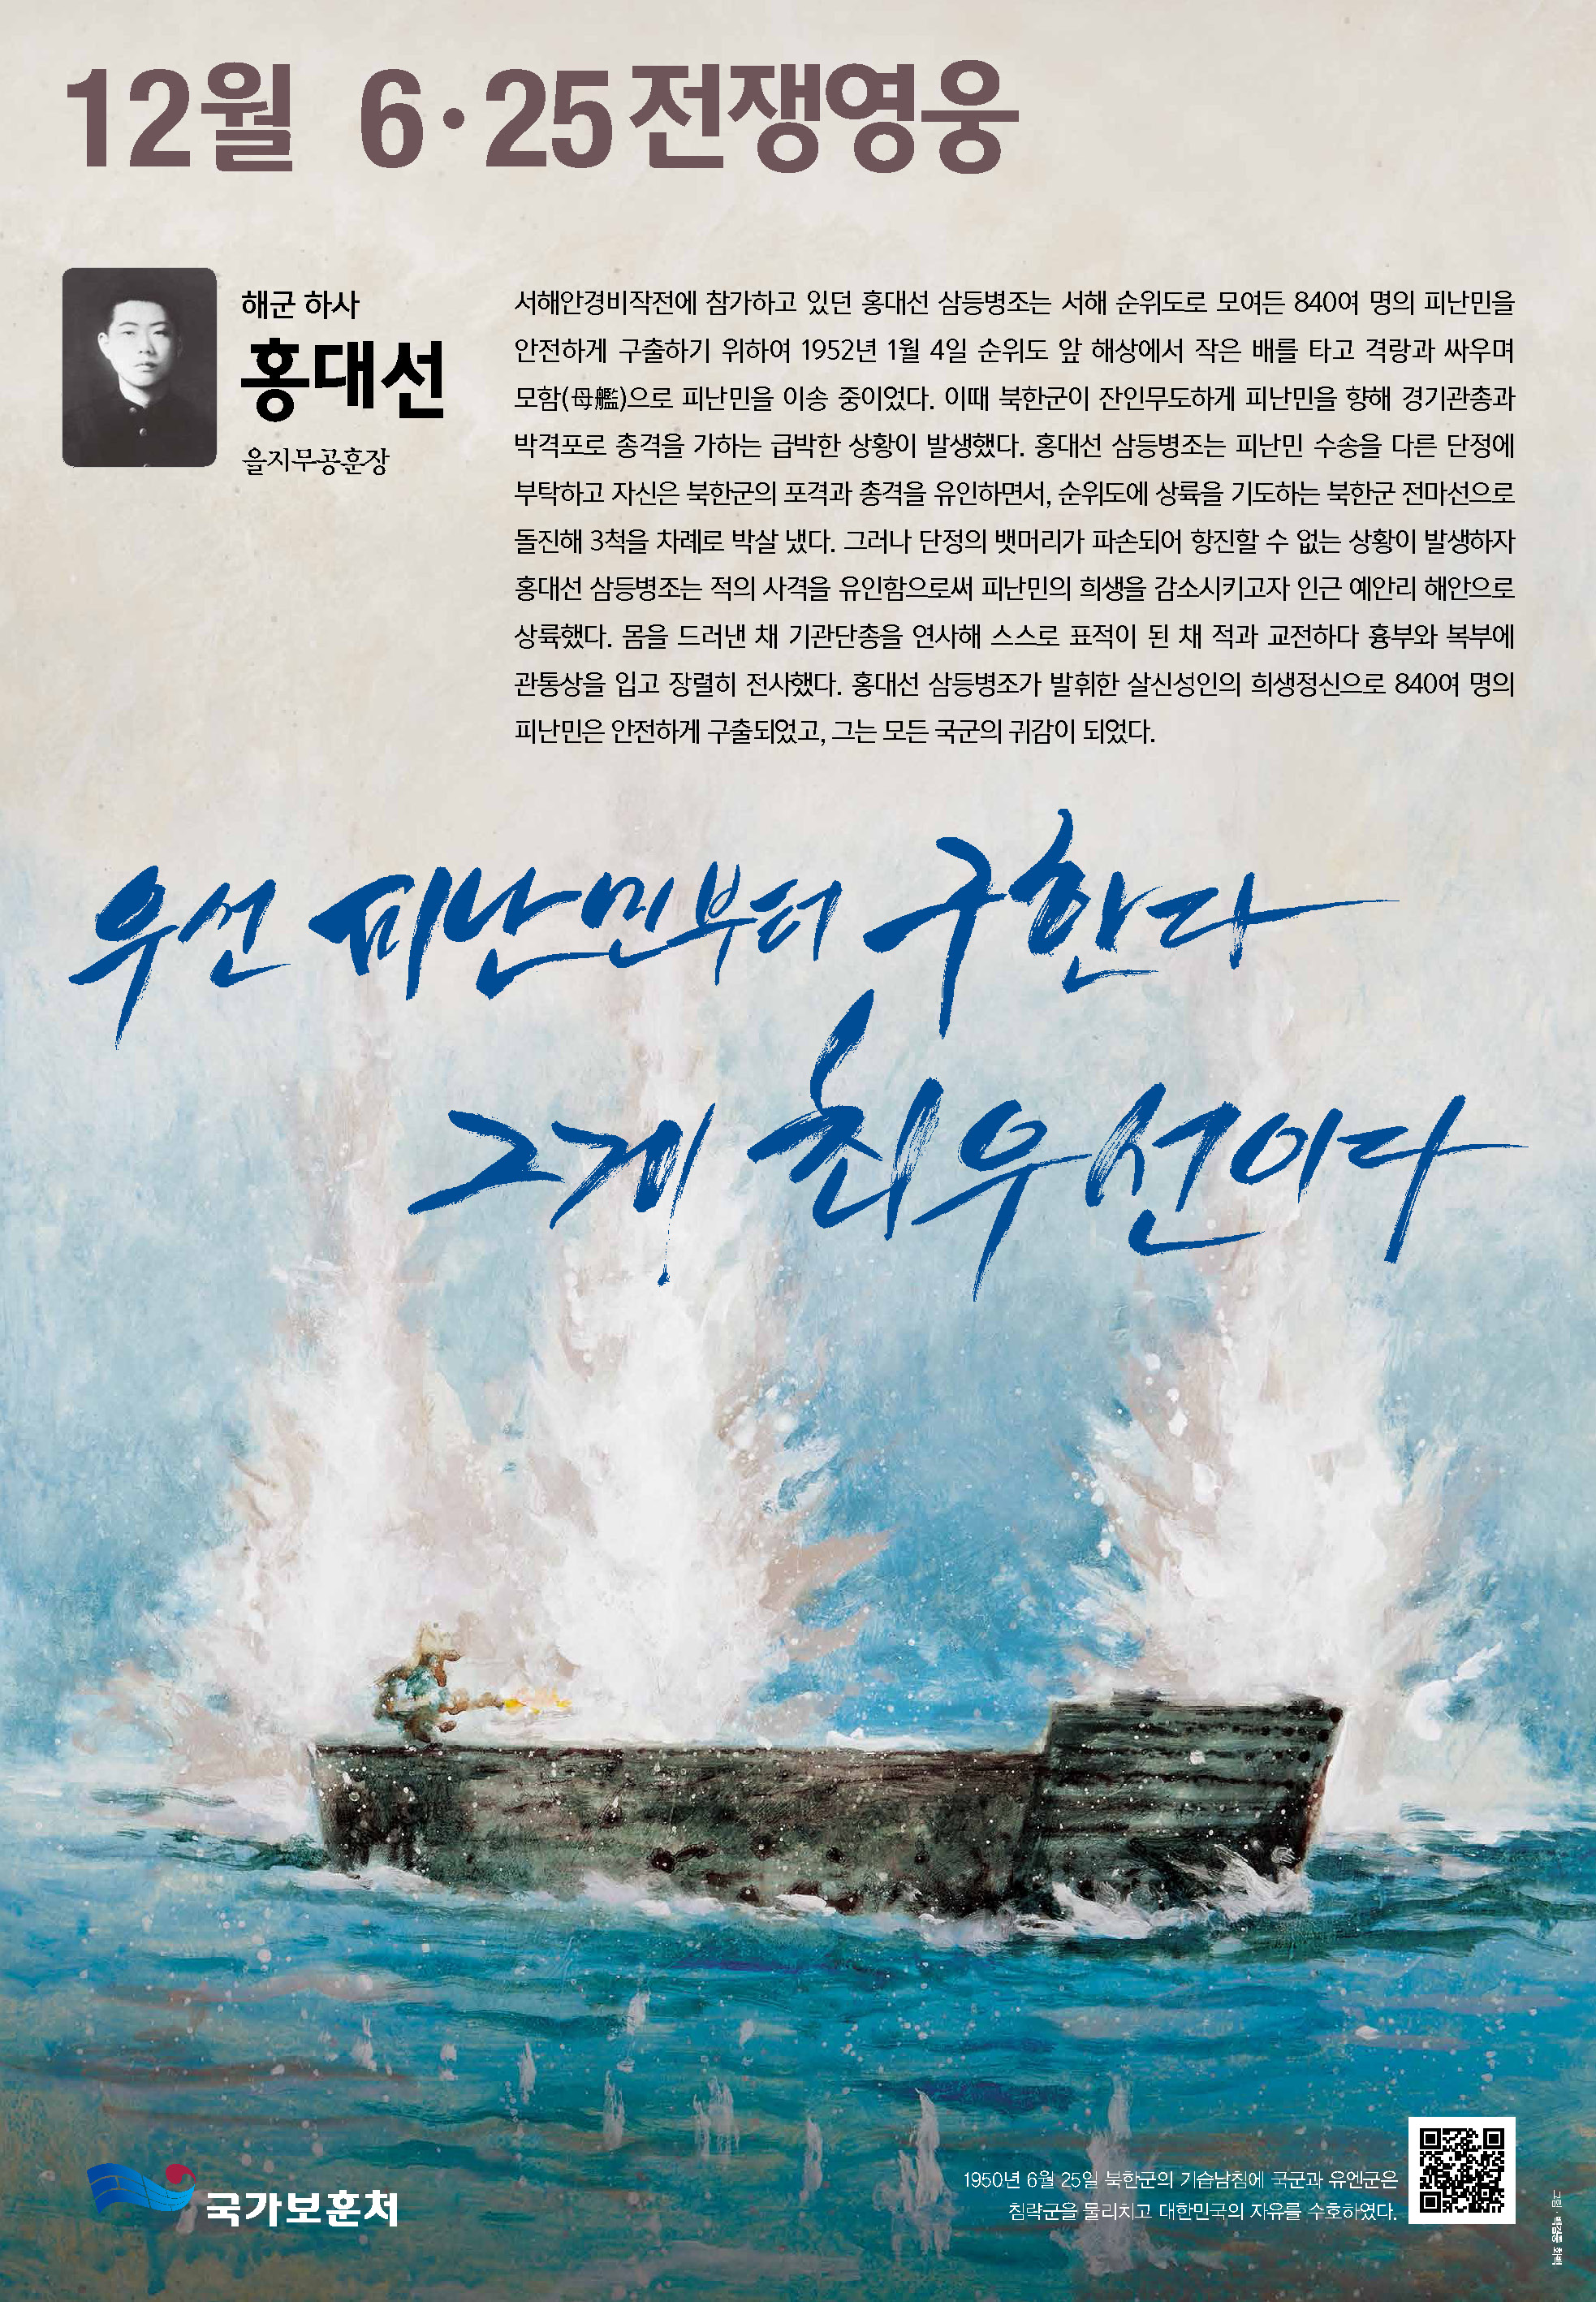 12월 6·25전쟁영웅
해군 하사
홍대선
을지무공훈장
서해안경비작전에 참가하고 있던 홍대선 삼등병조는 서해 순위도로 모여든 840여 명의 피난민을
안전하게 구출하기 위하여 1952년 1월 4일 순위도 앞 해상에서 작은 배를 타고 격랑과 싸우며
모함(母艦)으로 피난민을 이송 중이었다. 이때 북한군이 잔인무도하게 피난민을 향해 경기관총과
박격포로 총격을 가하는 급박한 상황이 발생했다. 홍대선 삼등병조는 피난민 수송을 다른 단정에
부탁하고 자신은 북한군의 포격과 총격을 유인하면서, 순위도에 상륙을 기도하는 북한군 전마선으로
돌진해 3척을 차례로 박살 냈다. 그러나 단정의 뱃머리가 파손되어 항진할 수 없는 상황이 발생하자
홍대선 삼등병조는 적의 사격을 유인함으로써 피난민의 희생을 감소시키고자 인근 예안리 해안으로
상륙했다. 몸을 드러낸 채 기관단총을 연사해 스스로 표적이 된 채 적과 교전하다 흉부와 복부에
관통상을 입고 장렬히 전사했다. 홍대선 삼등병조가 발휘한 살신성인의 희생정신으로 840여 명의
피난민은 안전하게 구출되었고, 그는 모든 국군의 귀감이 되었다.
우선 피난민부터 구한다
그게 최우선이다
국가보훈처
1950년 6월 25일 북한군의 기습남침에 국군과 유엔군은
침략군을 물리치고 대한민국의 자유를 수호하였다.